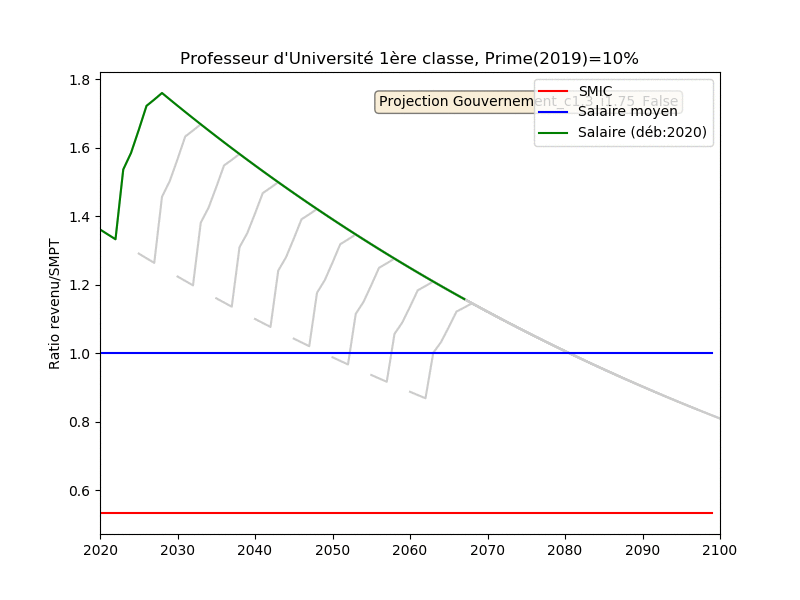 Professeur d'Université 1ère classe, Prime(2019)=10%
Projection Gouvernement_c1.3_i1.75_False
SMIC
Salaire moyen
Salaire (déb:2020)
Ratio revenu/SMPT
1.8
1.6
1.4
1.2
1.0
0.8
0.6
2020 2030 2040 2050 2060 2070 2080 2090 2100